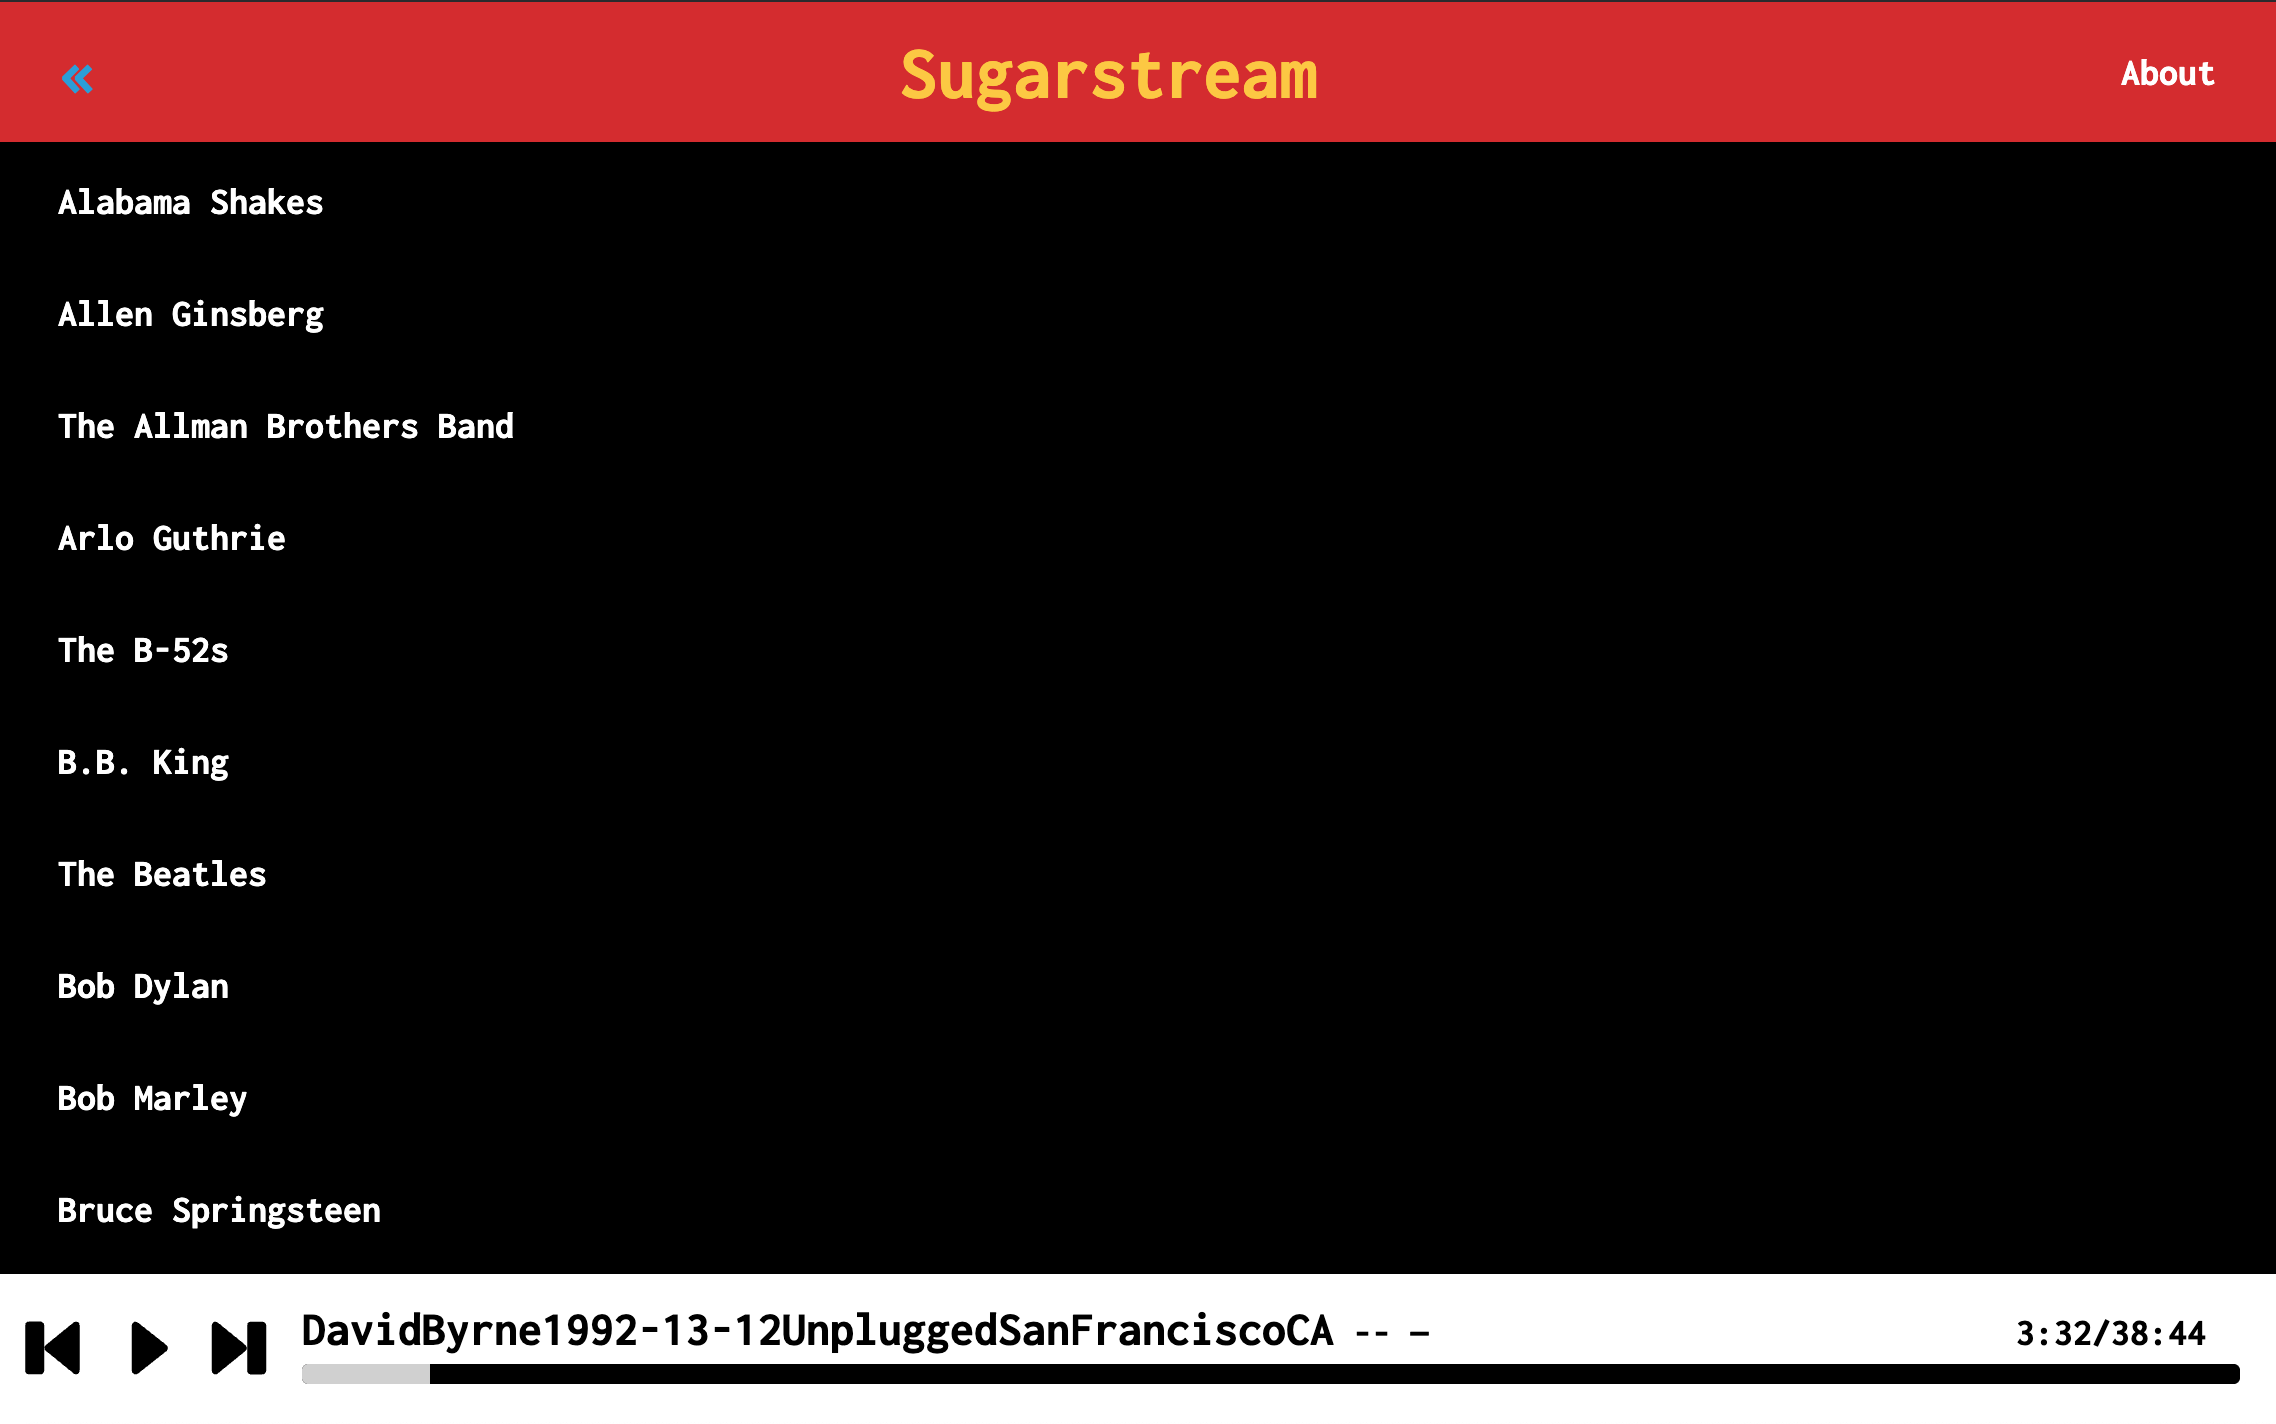 « Sugarstream About
Alabama Shakes
Allen Ginsberg
The Allman Brothers Band
Arlo Guthrie
The B-52s
B.B. King
The Beatles
Bob Dylan
Bob Marley
Bruce Springsteen
DavidByrne1992-13-12UnpluggedSanFranciscoCA -- — 3:32/38:44